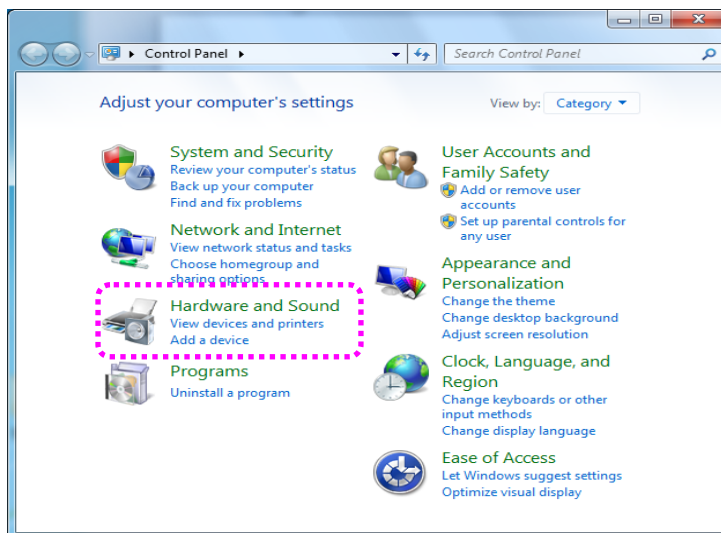 Control Panel
Search Control Panel
Adjust your computer's settings
View by: Category
System and Security
Review your computer's status
Back up your computer
Find and fix problems
Network and Internet
View network status and tasks
Choose homegroup and
sharing options
Hardware and Sound
View devices and printers
Add a device
Programs
Uninstall a program
User Accounts and
Family Safety
Add or remove user
accounts
Set up parental controls for
any user
Appearance and
Personalization
Change the theme
Change desktop background
Adjust screen resolution
Clock, Language, and
Region
Change keyboards or other
input methods
Change display language
Ease of Access
Let Windows suggest settings
Optimize visual display